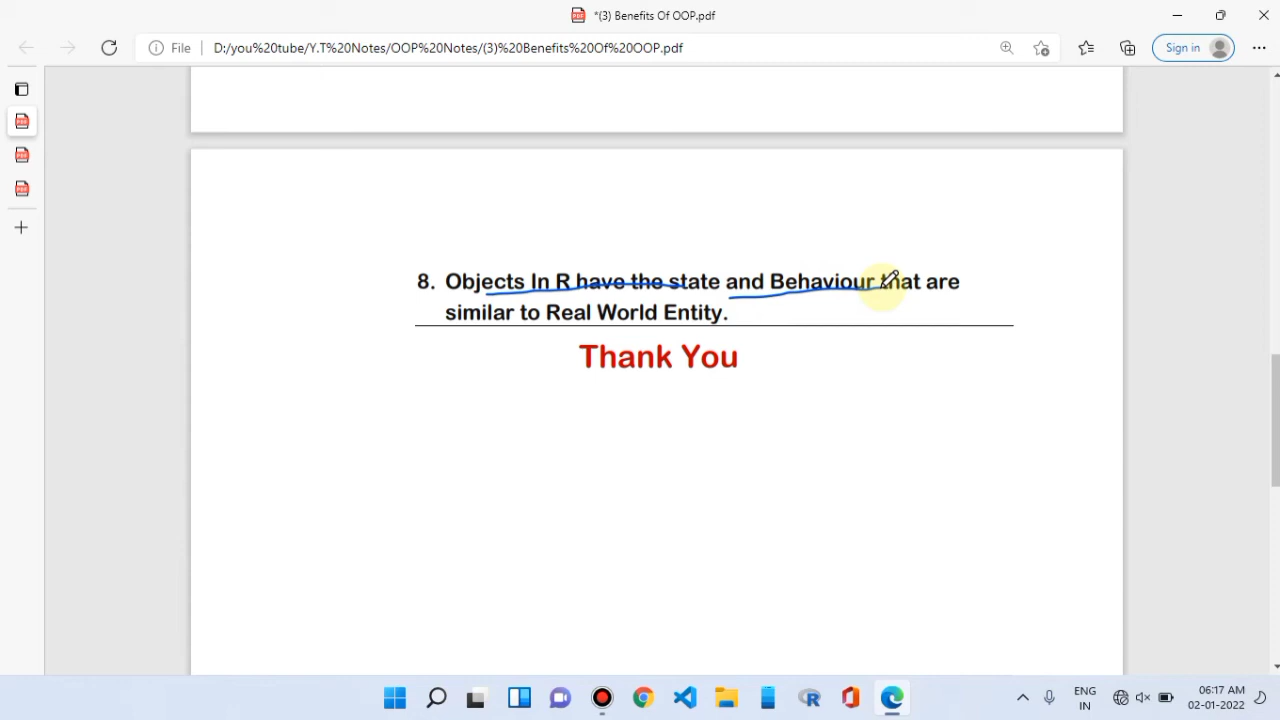 *(3) Benefits Of OOP.pdf
File
D:/you%20tube/Y.T%20Notes/OOP%20Notes/(3)%20Benefits%20Of%20OOP.pdf
Sign in
8. Objects In R have the state and Behaviour that are
similar to Real World Entity.
Thank You
ENG
IN
06:17 AM
02-01-2022